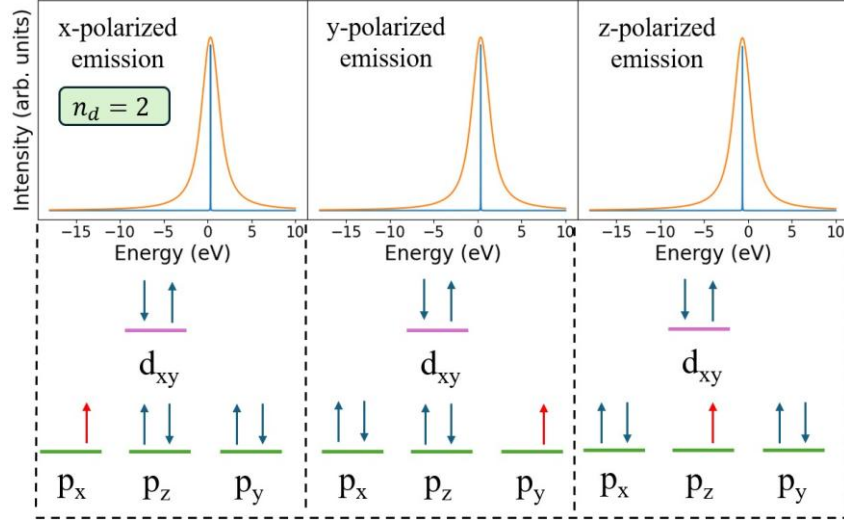 Intensity (arb. units)
x-polarized
emission
n_d = 2
y-polarized
emission
z-polarized
emission
−15 −10 −5 0 5 10
−15 −10 −5 0 5 10
−15 −10 −5 0 5 10
Energy (eV)
Energy (eV)
Energy (eV)
d_xy
d_xy
d_xy
p_x p_z p_y
p_x p_z p_y
p_x p_z p_y